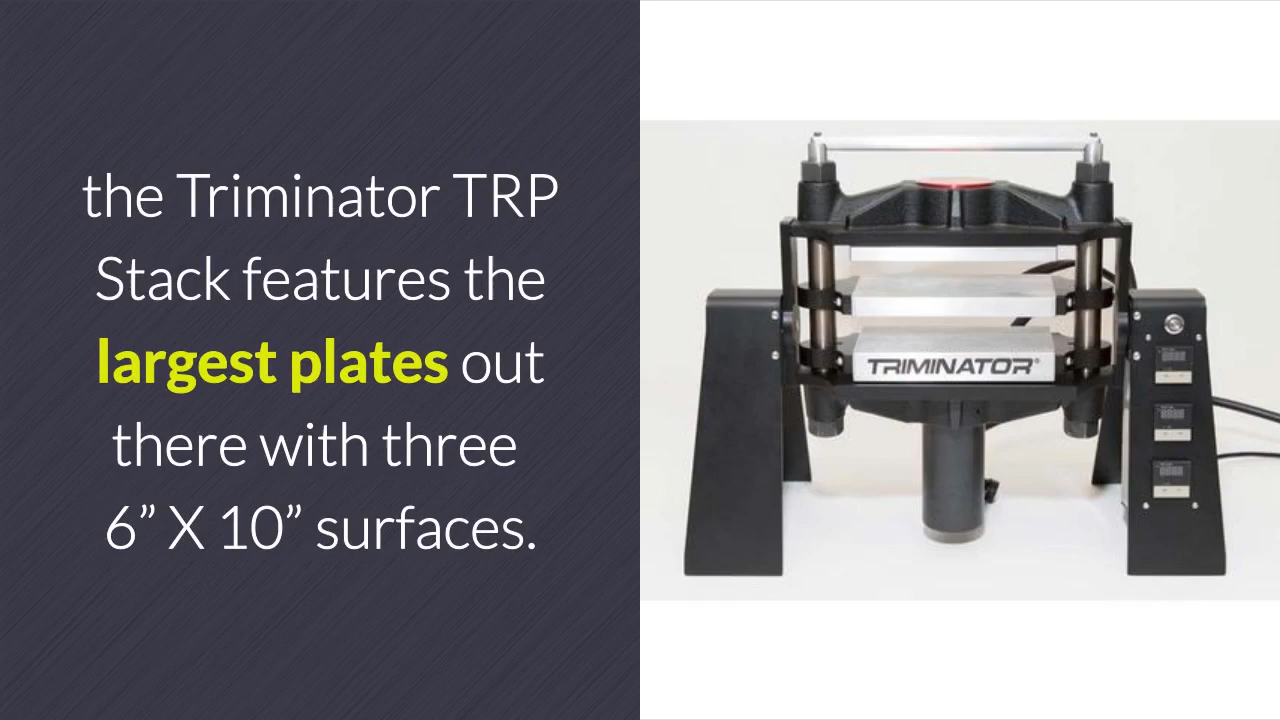 the Triminator TRP
Stack features the
largest plates out
there with three
6” X 10” surfaces.
TRIMINATOR®